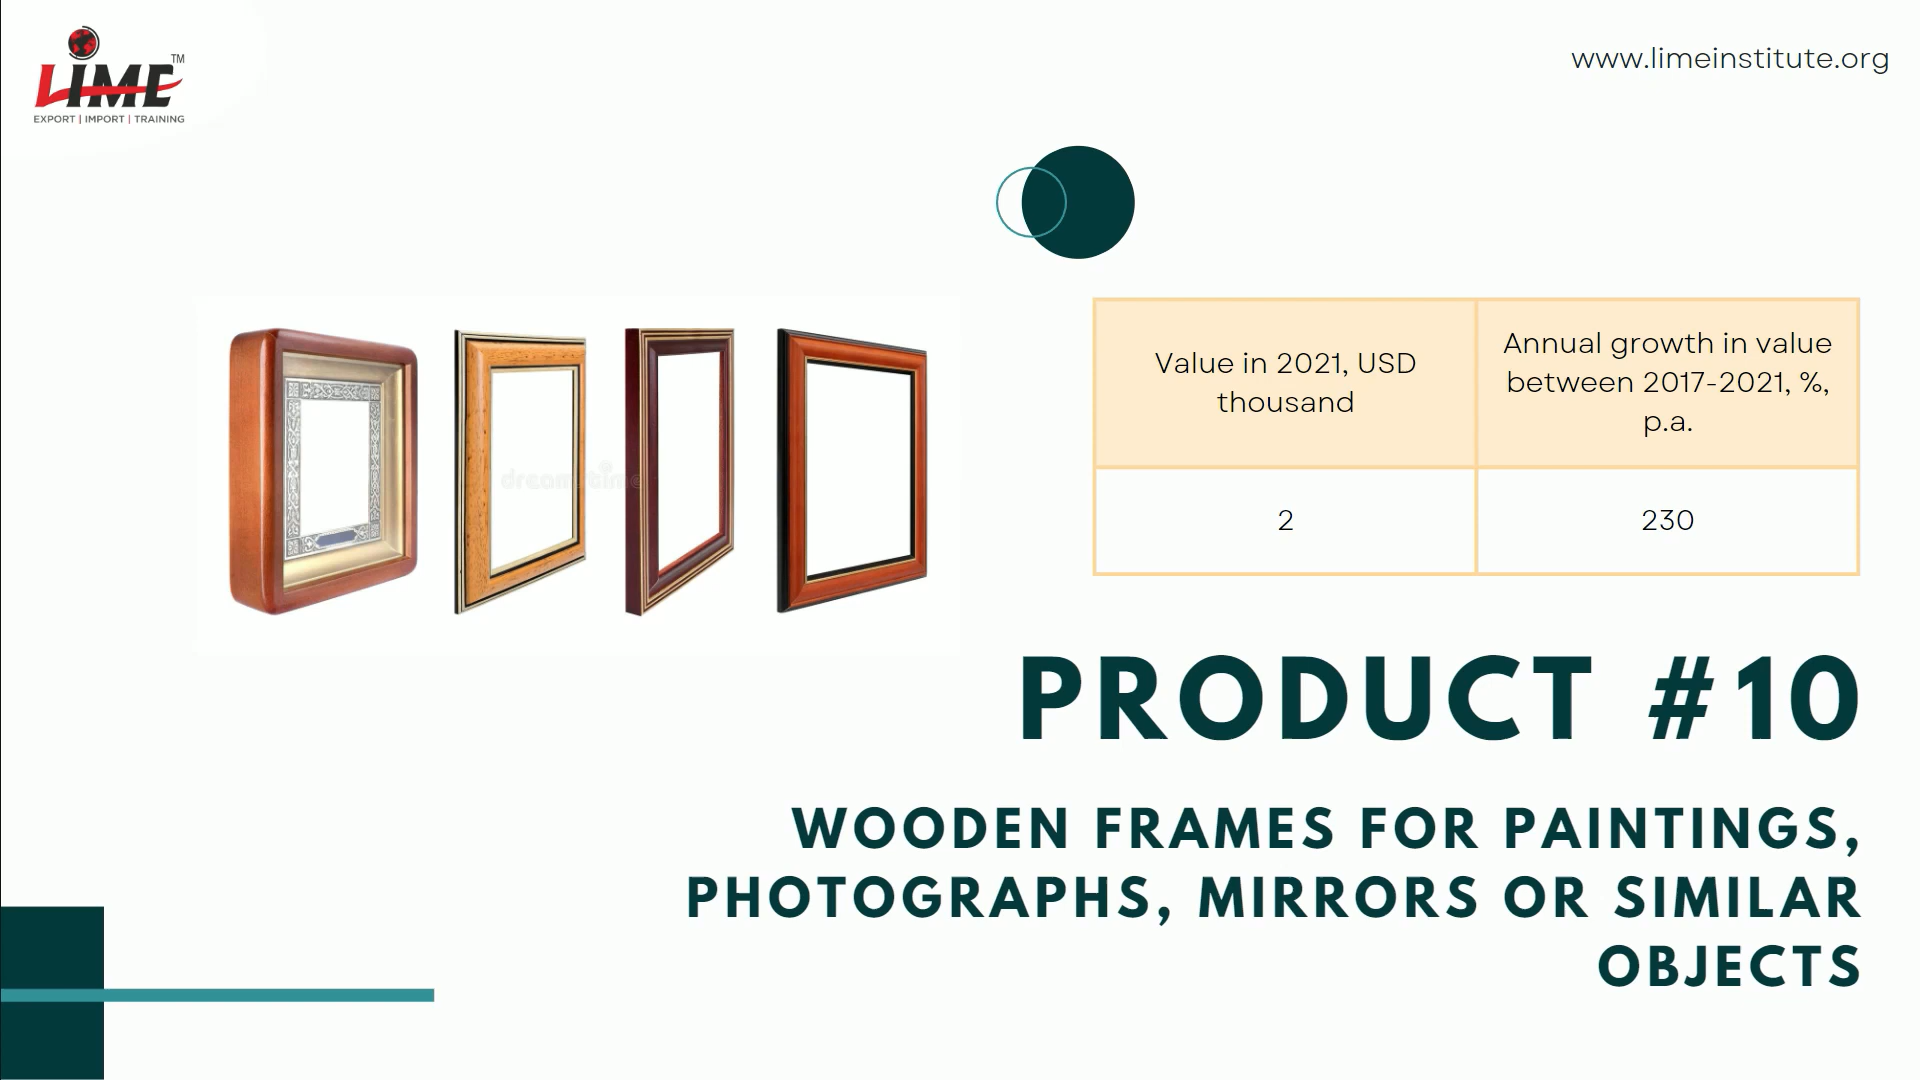 LIME TM
EXPORT | IMPORT | TRAINING
www.limeinstitute.org
Value in 2021, USD
thousand
Annual growth in value
between 2017-2021, %,
p.a.
2
230
dreamstime
PRODUCT #10
WOODEN FRAMES FOR PAINTINGS,
PHOTOGRAPHS, MIRRORS OR SIMILAR
OBJECTS